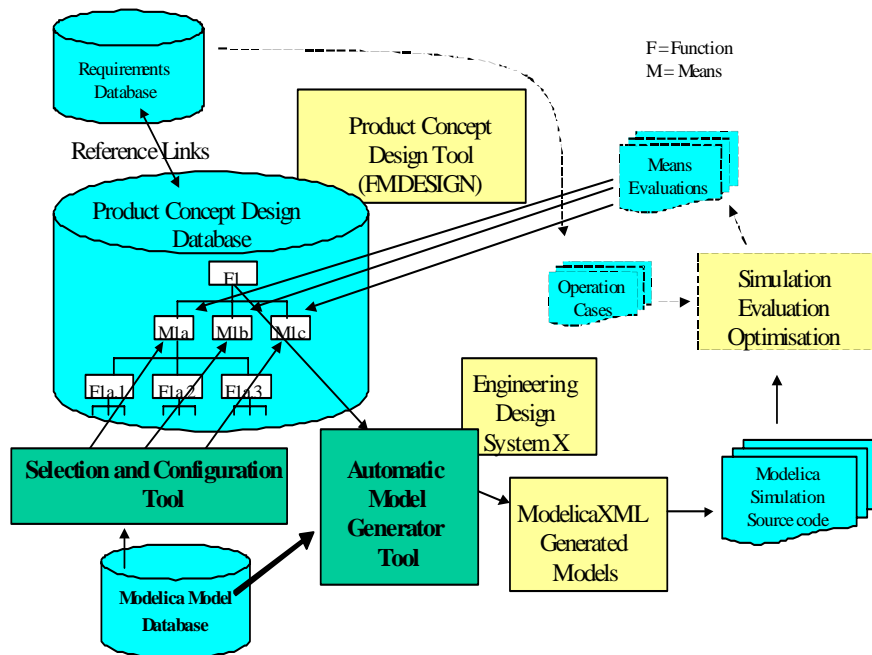 Requirements
Database
F = Function
M = Means
Reference Links
Product Concept
Design Tool
(FMDESIGN)
Means
Evaluations
Product Concept Design
Database
F1
M1a
M1b
M1c
F1a.1
F1a.2
F1a.3
Operation
Cases
Simulation
Evaluation
Optimisation
Engineering
Design
System X
Selection and Configuration
Tool
Automatic
Model
Generator
Tool
ModelicaXML
Generated
Models
Modelica
Simulation
Source code
Modelica Model
Database